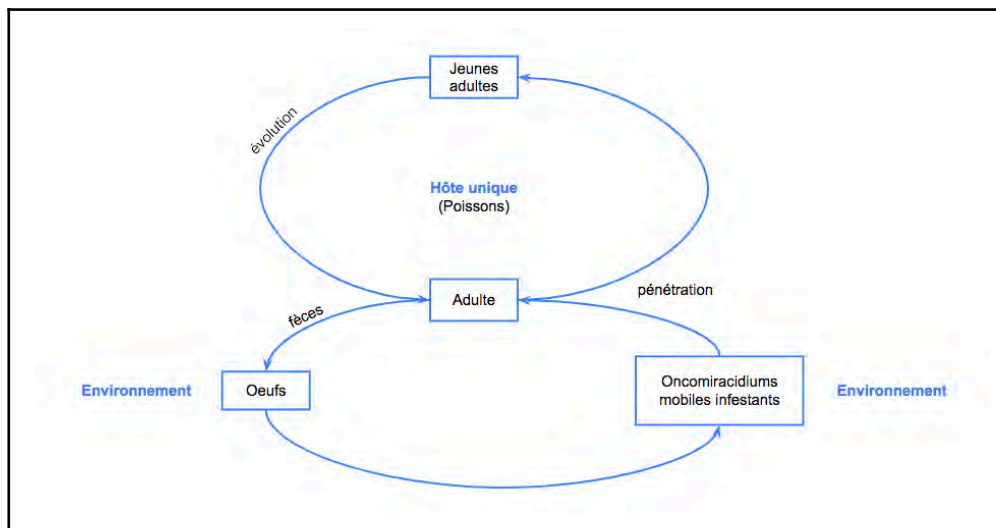 Jeunes
adultes
évolution
Hôte unique
(Poissons)
Adulte
pénétration
fèces
Environnement
Oeufs
Oncomiracidiums
mobiles infestants
Environnement